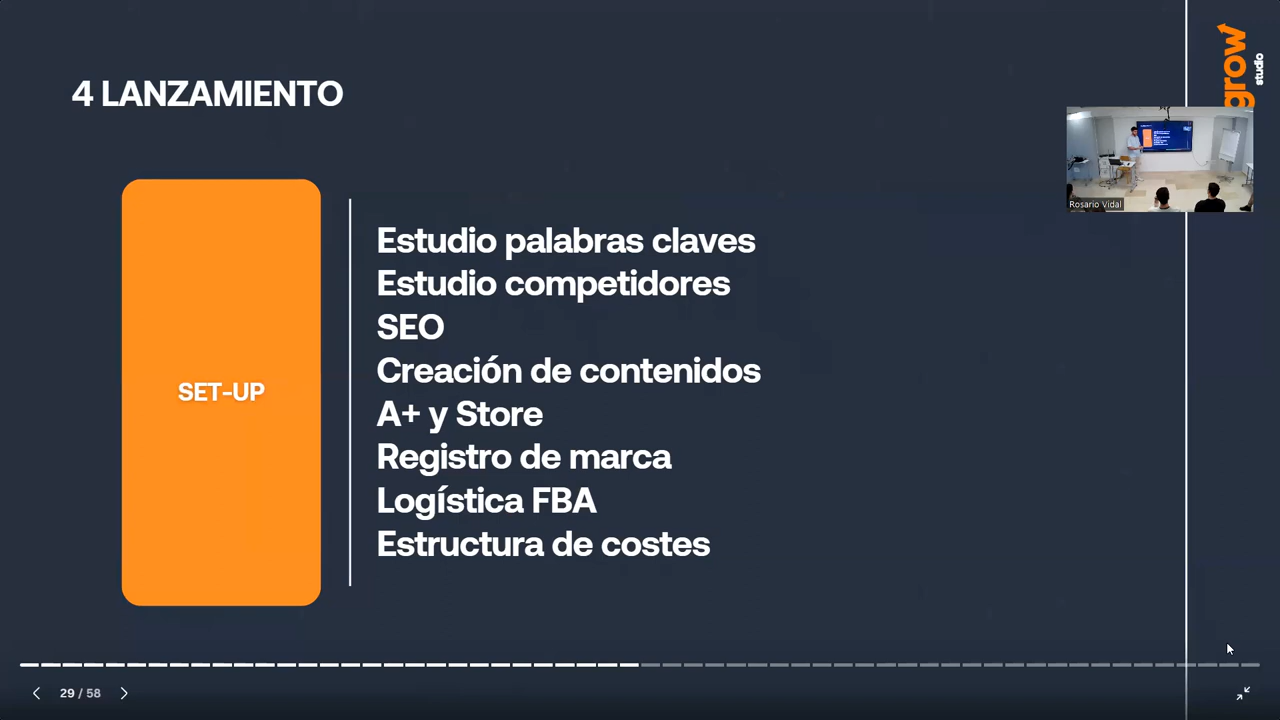 4 LANZAMIENTO
grow
studio
Rosario Vidal
SET-UP
Estudio palabras claves
Estudio competidores
SEO
Creación de contenidos
A+ y Store
Registro de marca
Logística FBA
Estructura de costes
29 / 58